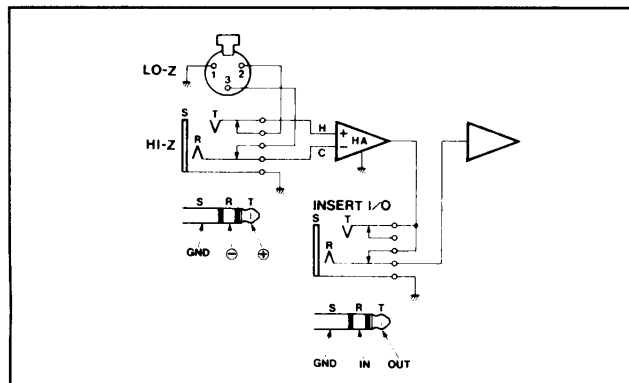 LO-Z
1 2
3
S
T
R
HI-Z
H
C
+
−
HA
S R T
GND ⊖ ⊕
INSERT I/O
S
T
R
S R T
GND IN OUT